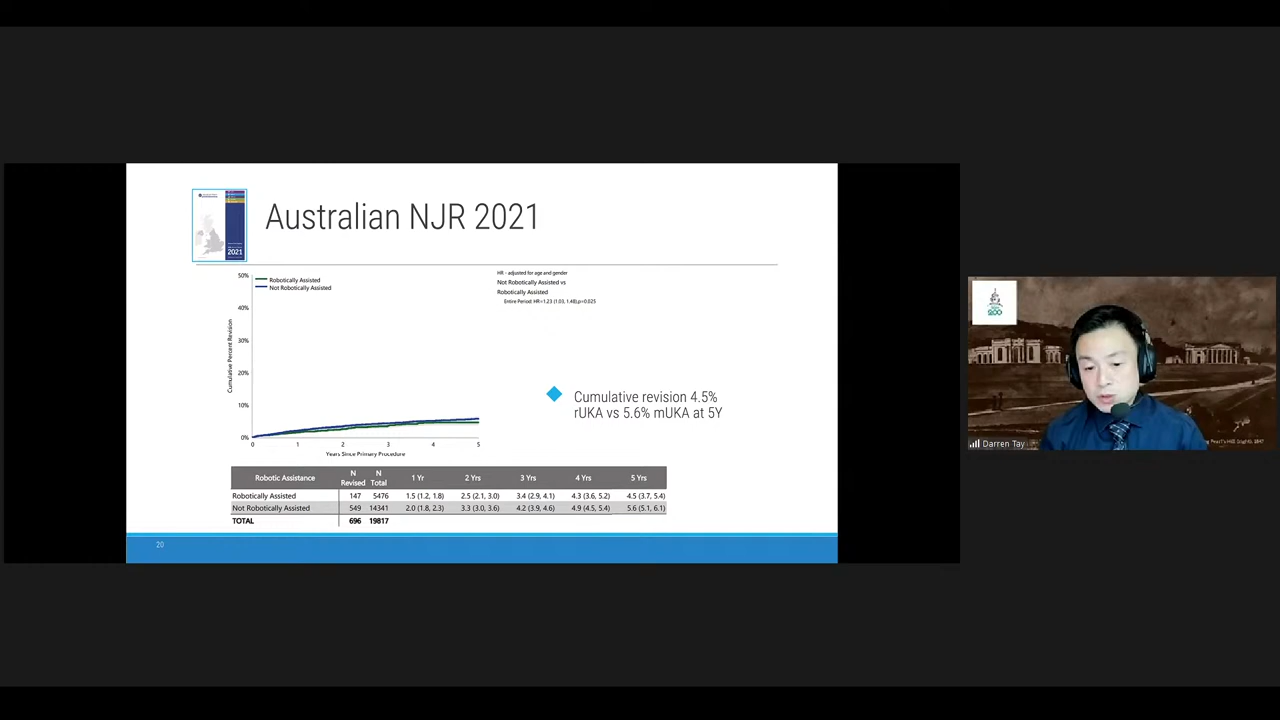 2021
Australian NJR 2021
50%
40%
30%
20%
10%
0%
Cumulative Percent Revision
Robotically Assisted
Not Robotically Assisted
0 1 2 3 4 5
Years Since Primary Procedure
HR - adjusted for age and gender
Not Robotically Assisted vs
Robotically Assisted
Entire Period: HR=1.23 (1.03, 1.48),p=0.025
Cumulative revision 4.5%
rUKA vs 5.6% mUKA at 5Y
Robotic Assistance N Revised N Total 1 Yr 2 Yrs 3 Yrs 4 Yrs 5 Yrs
Robotically Assisted 147 5476 1.5 (1.2, 1.8) 2.5 (2.1, 3.0) 3.4 (2.9, 4.1) 4.3 (3.6, 5.2) 4.5 (3.7, 5.4)
Not Robotically Assisted 549 14341 2.0 (1.8, 2.3) 3.3 (3.0, 3.6) 4.2 (3.9, 4.6) 4.9 (4.5, 5.4) 5.6 (5.1, 6.1)
TOTAL 696 19817
20
200
Darren Tay